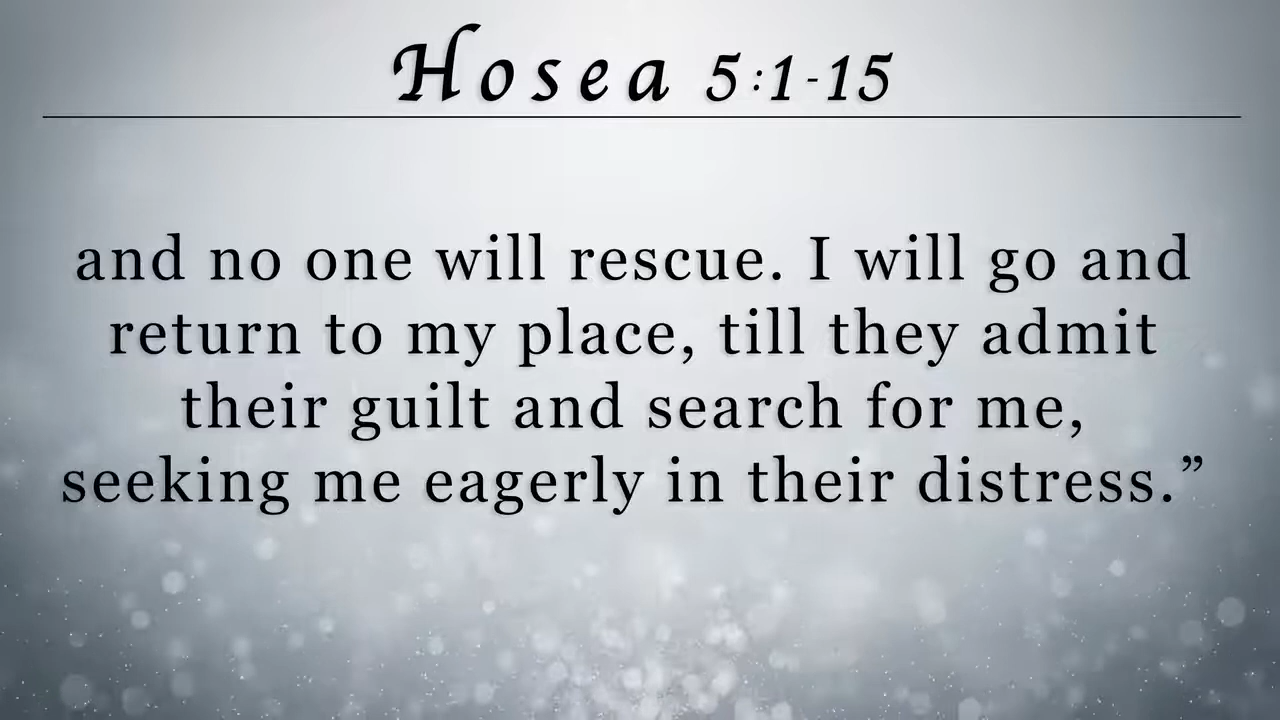 Hosea 5:1-15
and no one will rescue. I will go and
return to my place, till they admit
their guilt and search for me,
seeking me eagerly in their distress.”